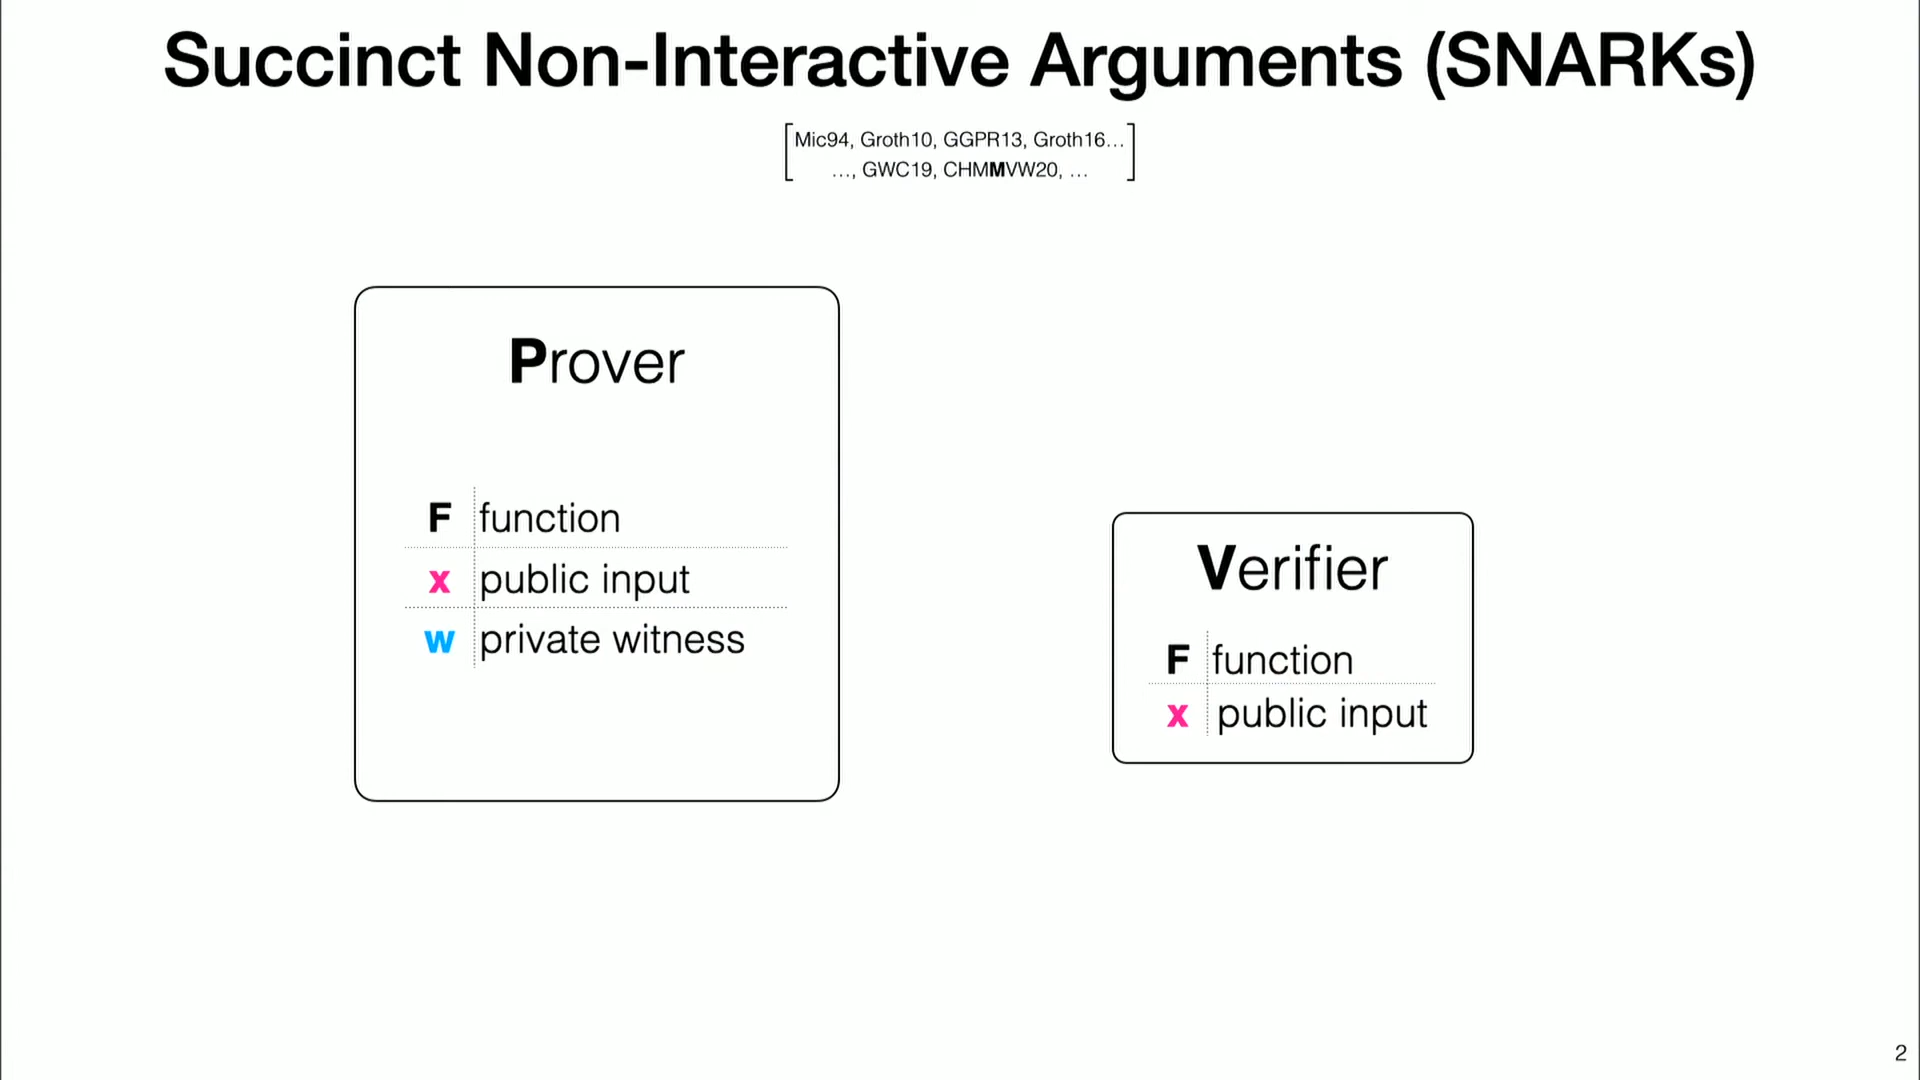 Succinct Non-Interactive Arguments (SNARKs)
Mic94, Groth10, GGPR13, Groth16…
…, GWC19, CHMMVW20, …
Prover
F function
x public input
w private witness
Verifier
F function
x public input
2